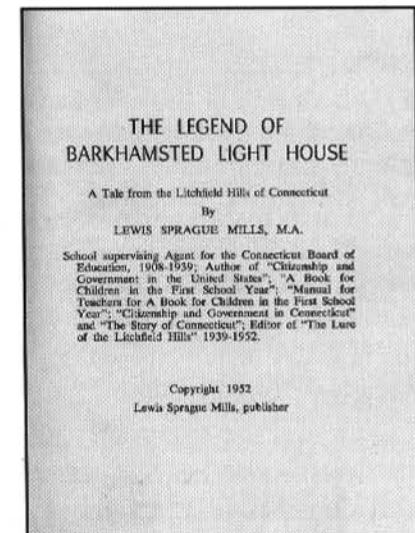 THE LEGEND OF
BARKHAMSTED LIGHT HOUSE
A Tale from the Litchfield Hills of Connecticut
By
LEWIS SPRAGUE MILLS, M.A.
School supervising Agent for the Connecticut Board of
Education, 1908-1939; Author of "Citizenship and
Government in the United States"; "A Book for
Children in the First School Year"; "Manual for
Teachers for A Book for Children in the First School
Year"; "Citizenship and Government in Connecticut"
and "The Story of Connecticut"; Editor of "The Lure
of the Litchfield Hills" 1939-1952.
Copyright 1952
Lewis Sprague Mills, publisher